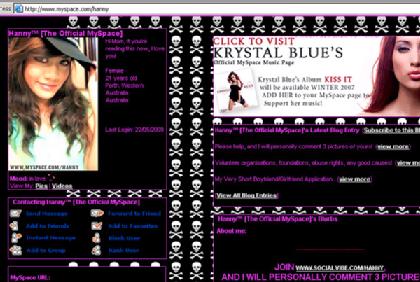 http://www.myspace.com/hanny
Hanny™ [The Official MySpace]
Hi Mom, if you're
reading this now, I love
you!
Female
21 years old
Perth, Western
Australia
Australia
Last Login: 22/05/2009
WWW.MYSPACE.COM/HANNY
Mood: in love
View My: Pics | Videos
Contacting Hanny™ [The Official MySpace]
Send Message
Forward to Friend
Add to Friends
Add to Favorites
Instant Message
Block User
Add to Group
Rank User
MySpace URL:
CLICK TO VISIT
KRYSTAL BLUE'S
Official MySpace Music Page
Krystal Blue's Album KISS IT
will be available WINTER 2007
ADD HER to your MySpace page to
Support her music!
Hanny™ [The Official MySpace]'s Latest Blog Entry [Subscribe to this
Please help, and i will personally comment 3 pictures of yours! (view more)
Volunteer organisations, foundations, abuse rights, any good causes! (view
My Very Short Boyfriend/Girlfriend Application. (view more)
[View All Blog Entries]
Hanny™ [The Official MySpace]'s Blurbs
About me:
JOIN WWW.SOCIALVIBE.COM/HANNY,
AND I WILL PERSONALLY COMMENT 3 PICTURE